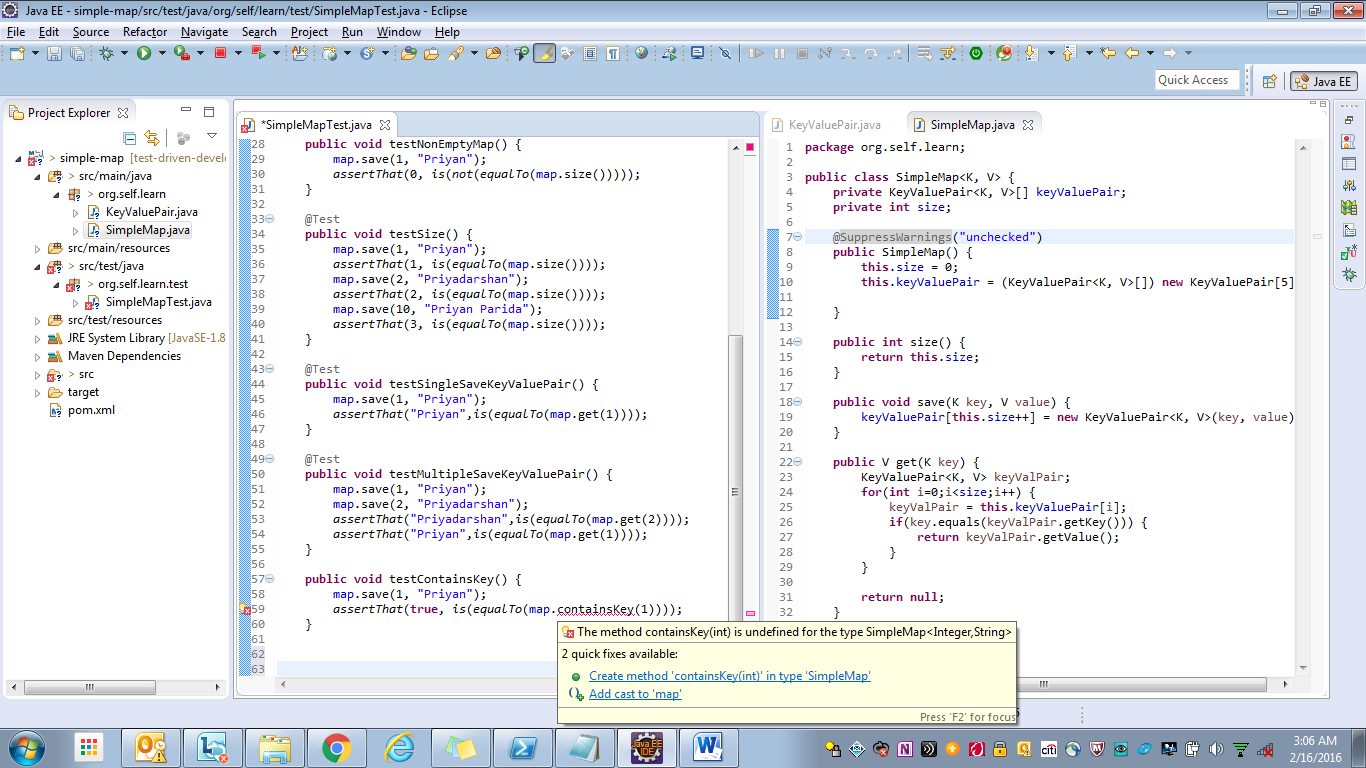 Java EE - simple-map/src/test/java/org/self/learn/test/SimpleMapTest.java - Eclipse
File Edit Source Refactor Navigate Search Project Run Window Help
Quick Access
Java EE
Project Explorer
simple-map [test-driven-devel
> src/main/java
> org.self.learn
KeyValuePair.java
SimpleMap.java
src/main/resources
> src/test/java
> org.self.learn.test
SimpleMapTest.java
src/test/resources
JRE System Library [JavaSE-1.8
Maven Dependencies
> src
target
pom.xml
*SimpleMapTest.java
28 public void testNonEmptyMap() {
29 map.save(1, "Priyan");
30 assertThat(0, is(not(equalTo(map.size()))));
31 }
32
33 @Test
34 public void testSize() {
35 map.save(1, "Priyan");
36 assertThat(1, is(equalTo(map.size())));
37 map.save(2, "Priyadarshan");
38 assertThat(2, is(equalTo(map.size())));
39 map.save(10, "Priyan Parida");
40 assertThat(3, is(equalTo(map.size())));
41 }
42
43 @Test
44 public void testSingleSaveKeyValuePair() {
45 map.save(1, "Priyan");
46 assertThat("Priyan",is(equalTo(map.get(1))));
47 }
48
49 @Test
50 public void testMultipleSaveKeyValuePair() {
51 map.save(1, "Priyan");
52 map.save(2, "Priyadarshan");
53 assertThat("Priyadarshan",is(equalTo(map.get(2))));
54 assertThat("Priyan",is(equalTo(map.get(1))));
55 }
56
57 public void testContainsKey() {
58 map.save(1, "Priyan");
59 assertThat(true, is(equalTo(map.containsKey(1))));
60 }
61
62
63
KeyValuePair.java SimpleMap.java
1 package org.self.learn;
2
3 public class SimpleMap<K, V> {
4 private KeyValuePair<K, V>[] keyValuePair;
5 private int size;
6
7 @SuppressWarnings("unchecked")
8 public SimpleMap() {
9 this.size = 0;
10 this.keyValuePair = (KeyValuePair<K, V>[]) new KeyValuePair[5]
11
12 }
13
14 public int size() {
15 return this.size;
16 }
17
18 public void save(K key, V value) {
19 keyValuePair[this.size++] = new KeyValuePair<K, V>(key, value)
20 }
21
22 public V get(K key) {
23 KeyValuePair<K, V> keyValPair;
24 for(int i=0;i<size;i++) {
25 keyValPair = this.keyValuePair[i];
26 if(key.equals(keyValPair.getKey())) {
27 return keyValPair.getValue();
28 }
29 }
30
31 return null;
32 }
The method containsKey(int) is undefined for the type SimpleMap<Integer,String>
2 quick fixes available:
Create method 'containsKey(int)' in type 'SimpleMap'
Add cast to 'map'
Press 'F2' for focus
3:06 AM
2/16/2016